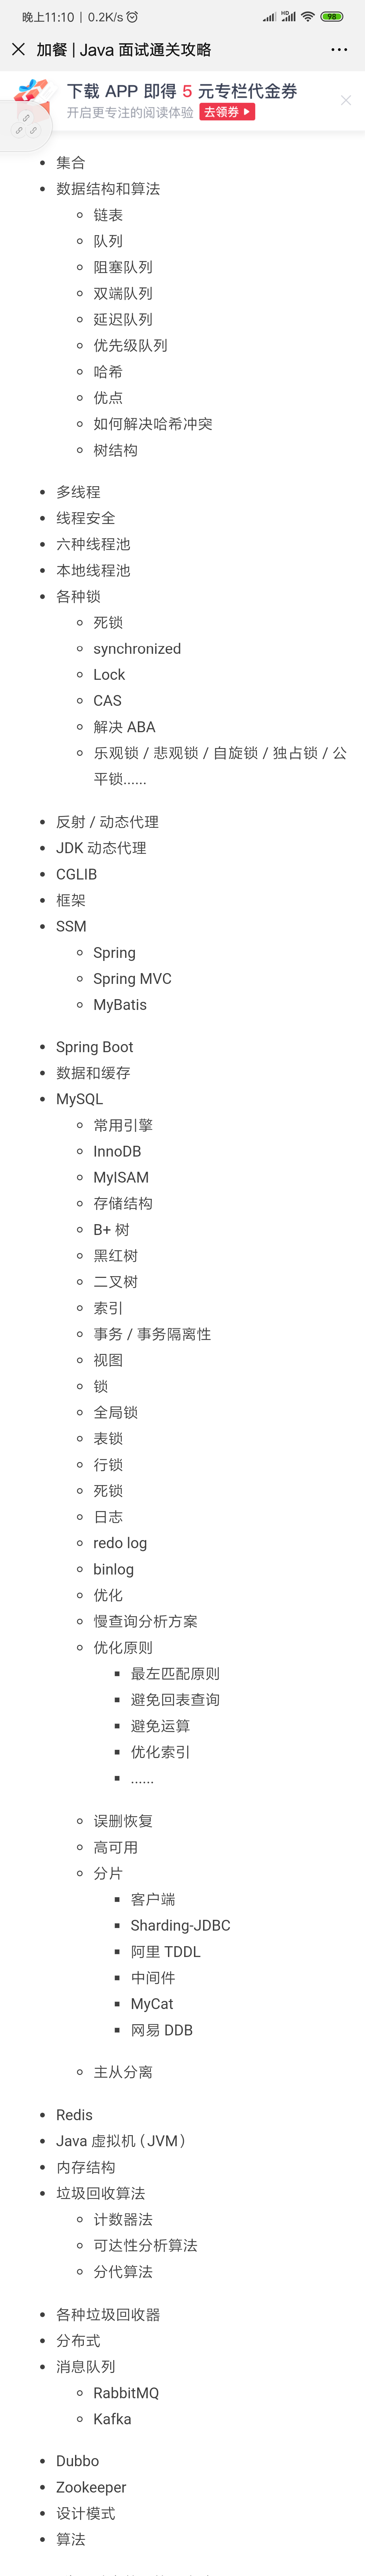 晚上11:10 | 0.2K/s
HD
98
加餐 | Java 面试通关攻略
下载 APP 即得 5 元专栏代金券
开启更专注的阅读体验 去领券
集合
数据结构和算法
链表
队列
阻塞队列
双端队列
延迟队列
优先级队列
哈希
优点
如何解决哈希冲突
树结构
多线程
线程安全
六种线程池
本地线程池
各种锁
死锁
synchronized
Lock
CAS
解决 ABA
乐观锁 / 悲观锁 / 自旋锁 / 独占锁 / 公
平锁......
反射 / 动态代理
JDK 动态代理
CGLIB
框架
SSM
Spring
Spring MVC
MyBatis
Spring Boot
数据和缓存
MySQL
常用引擎
InnoDB
MyISAM
存储结构
B+ 树
黑红树
二叉树
索引
事务 / 事务隔离性
视图
锁
全局锁
表锁
行锁
死锁
日志
redo log
binlog
优化
慢查询分析方案
优化原则
最左匹配原则
避免回表查询
避免运算
优化索引
......
误删恢复
高可用
分片
客户端
Sharding-JDBC
阿里 TDDL
中间件
MyCat
网易 DDB
主从分离
Redis
Java 虚拟机（JVM）
内存结构
垃圾回收算法
计数器法
可达性分析算法
分代算法
各种垃圾回收器
分布式
消息队列
RabbitMQ
Kafka
Dubbo
Zookeeper
设计模式
算法